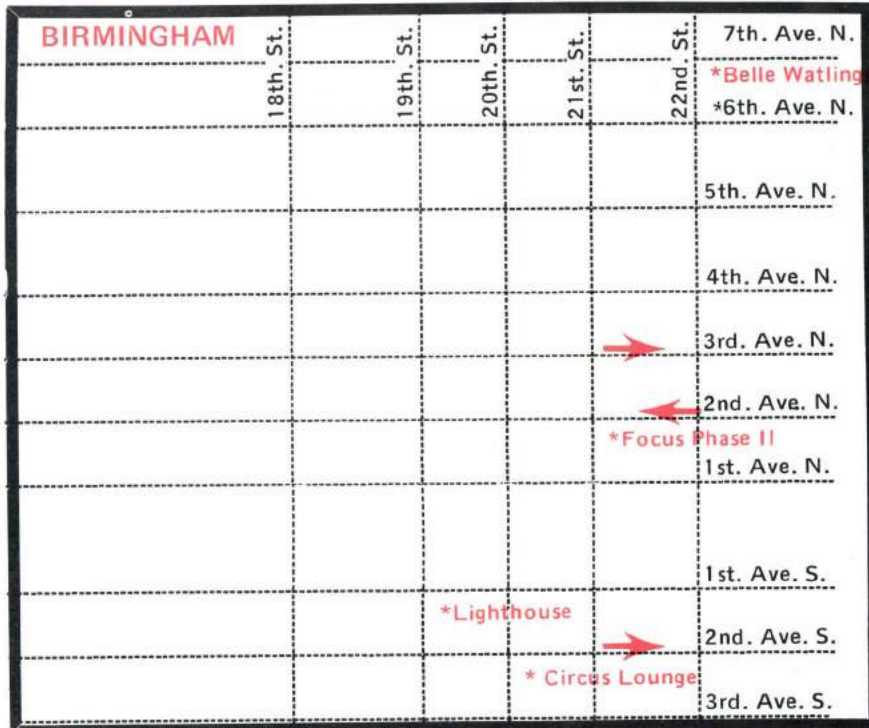 BIRMINGHAM
18th. St.
19th. St.
20th. St.
21st. St.
22nd. St.
7th. Ave. N.
*Belle Watling
*6th. Ave. N.
5th. Ave. N.
4th. Ave. N.
3rd. Ave. N.
2nd. Ave. N.
*Focus Phase II
1st. Ave. N.
1st. Ave. S.
*Lighthouse
2nd. Ave. S.
* Circus Lounge
3rd. Ave. S.